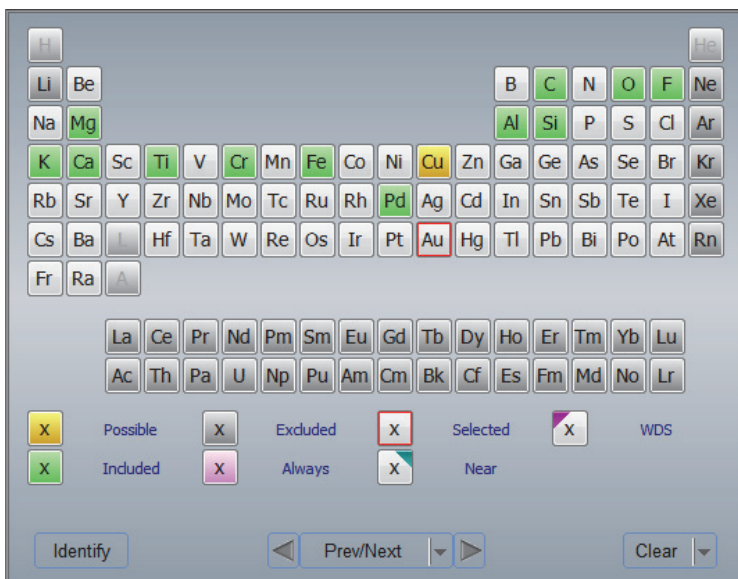 H He
Li Be B C N O F Ne
Na Mg Al Si P S Cl Ar
K Ca Sc Ti V Cr Mn Fe Co Ni Cu Zn Ga Ge As Se Br Kr
Rb Sr Y Zr Nb Mo Tc Ru Rh Pd Ag Cd In Sn Sb Te I Xe
Cs Ba L Hf Ta W Re Os Ir Pt Au Hg Tl Pb Bi Po At Rn
Fr Ra A
La Ce Pr Nd Pm Sm Eu Gd Tb Dy Ho Er Tm Yb Lu
Ac Th Pa U Np Pu Am Cm Bk Cf Es Fm Md No Lr
X Possible X Excluded X Selected X WDS
X Included X Always X Near
Identify Prev/Next Clear